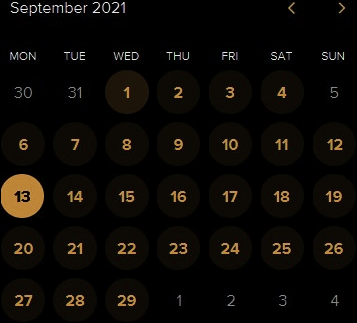 September 2021
MON TUE WED THU FRI SAT SUN
30 31 1 2 3 4 5
6 7 8 9 10 11 12
13 14 15 16 17 18 19
20 21 22 23 24 25 26
27 28 29 1 2 3 4